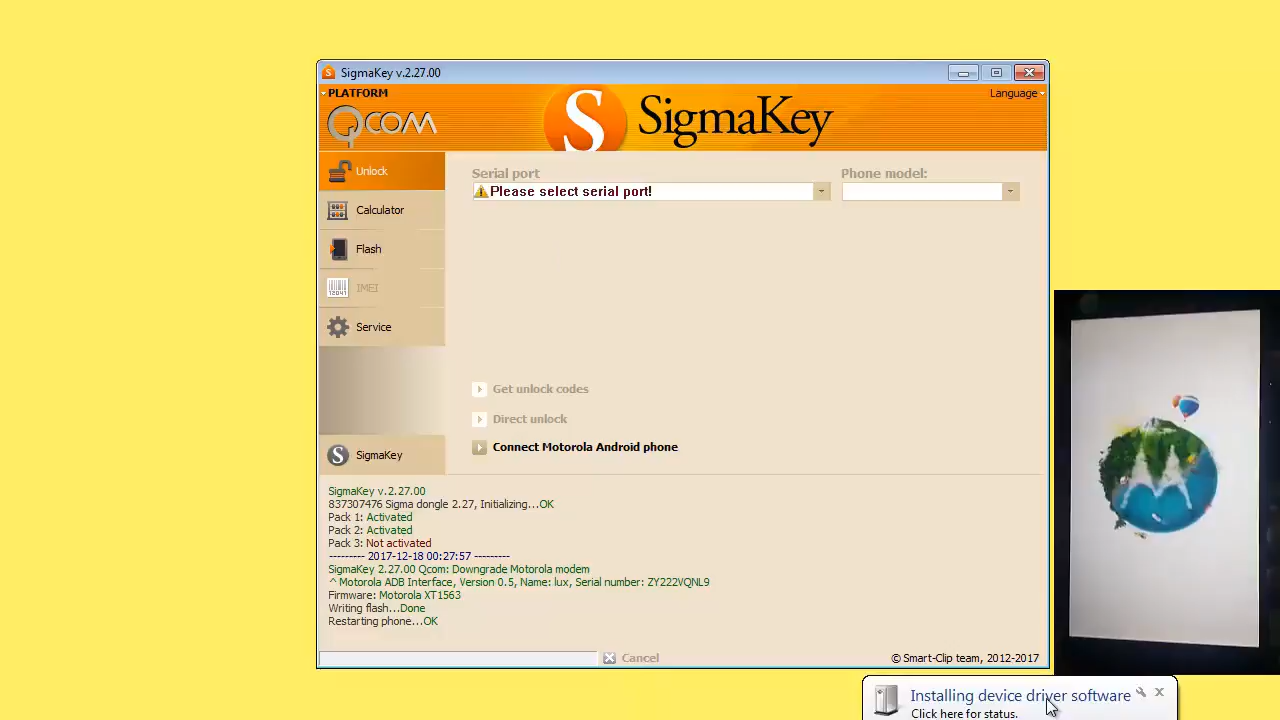 SigmaKey v.2.27.00
PLATFORM
Language
QCOM
S SigmaKey
Unlock
Calculator
Flash
IMEI
Service
S SigmaKey
Serial port
Phone model:
Please select serial port!
Get unlock codes
Direct unlock
Connect Motorola Android phone
SigmaKey v.2.27.00
837307476 Sigma dongle 2.27, Initializing...OK
Pack 1: Activated
Pack 2: Activated
Pack 3: Not activated
--------- 2017-12-18 00:27:57 ---------
SigmaKey 2.27.00 Qcom: Downgrade Motorola modem
^ Motorola ADB Interface, Version 0.5, Name: lux, Serial number: ZY222VQNL9
Firmware: Motorola XT1563
Writing flash...Done
Restarting phone...OK
Cancel
© Smart-Clip team, 2012-2017
Installing device driver software
Click here for status.